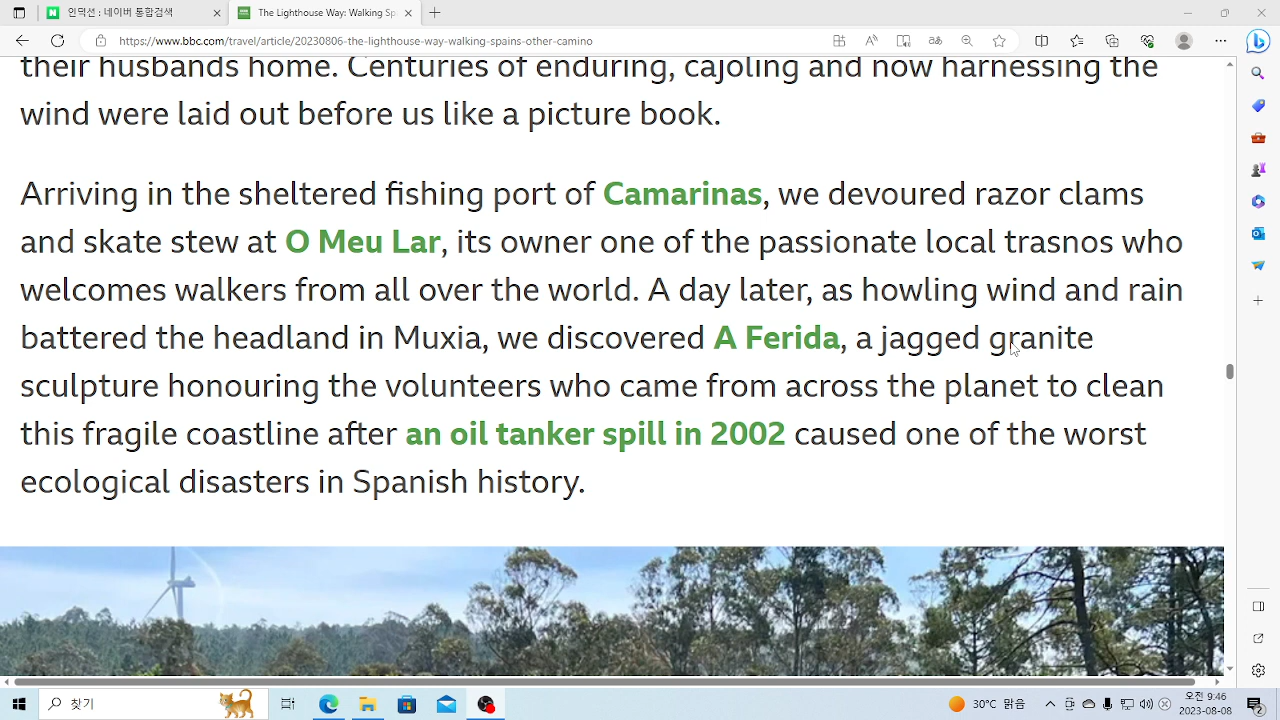 인덕션 : 네이버 통합검색
The Lighthouse Way: Walking Sp
https://www.bbc.com/travel/article/20230806-the-lighthouse-way-walking-spains-other-camino
their husbands home. Centuries of enduring, cajoling and now harnessing the
wind were laid out before us like a picture book.
Arriving in the sheltered fishing port of Camarinas, we devoured razor clams
and skate stew at O Meu Lar, its owner one of the passionate local trasnos who
welcomes walkers from all over the world. A day later, as howling wind and rain
battered the headland in Muxia, we discovered A Ferida, a jagged granite
sculpture honouring the volunteers who came from across the planet to clean
this fragile coastline after an oil tanker spill in 2002 caused one of the worst
ecological disasters in Spanish history.
찾기
30°C 맑음
오전 9:46
2023-08-08
2